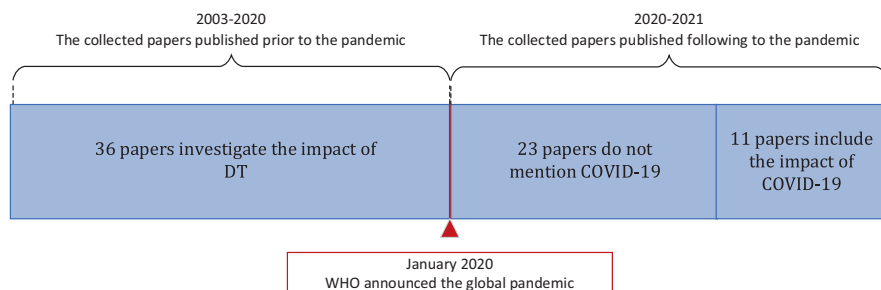 2003-2020
The collected papers published prior to the pandemic
2020-2021
The collected papers published following to the pandemic
36 papers investigate the impact of
DT
23 papers do not
mention COVID-19
11 papers include
the impact of
COVID-19
January 2020
WHO announced the global pandemic